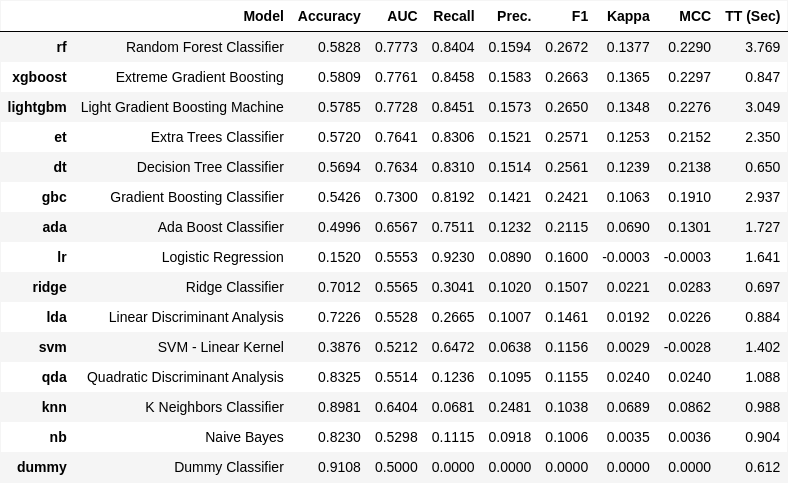 Model Accuracy AUC Recall Prec. F1 Kappa MCC TT (Sec)
rf Random Forest Classifier 0.5828 0.7773 0.8404 0.1594 0.2672 0.1377 0.2290 3.769
xgboost Extreme Gradient Boosting 0.5809 0.7761 0.8458 0.1583 0.2663 0.1365 0.2297 0.847
lightgbm Light Gradient Boosting Machine 0.5785 0.7728 0.8451 0.1573 0.2650 0.1348 0.2276 3.049
et Extra Trees Classifier 0.5720 0.7641 0.8306 0.1521 0.2571 0.1253 0.2152 2.350
dt Decision Tree Classifier 0.5694 0.7634 0.8310 0.1514 0.2561 0.1239 0.2138 0.650
gbc Gradient Boosting Classifier 0.5426 0.7300 0.8192 0.1421 0.2421 0.1063 0.1910 2.937
ada Ada Boost Classifier 0.4996 0.6567 0.7511 0.1232 0.2115 0.0690 0.1301 1.727
lr Logistic Regression 0.1520 0.5553 0.9230 0.0890 0.1600 -0.0003 -0.0003 1.641
ridge Ridge Classifier 0.7012 0.5565 0.3041 0.1020 0.1507 0.0221 0.0283 0.697
lda Linear Discriminant Analysis 0.7226 0.5528 0.2665 0.1007 0.1461 0.0192 0.0226 0.884
svm SVM - Linear Kernel 0.3876 0.5212 0.6472 0.0638 0.1156 0.0029 -0.0028 1.402
qda Quadratic Discriminant Analysis 0.8325 0.5514 0.1236 0.1095 0.1155 0.0240 0.0240 1.088
knn K Neighbors Classifier 0.8981 0.6404 0.0681 0.2481 0.1038 0.0689 0.0862 0.988
nb Naive Bayes 0.8230 0.5298 0.1115 0.0918 0.1006 0.0035 0.0036 0.904
dummy Dummy Classifier 0.9108 0.5000 0.0000 0.0000 0.0000 0.0000 0.0000 0.612